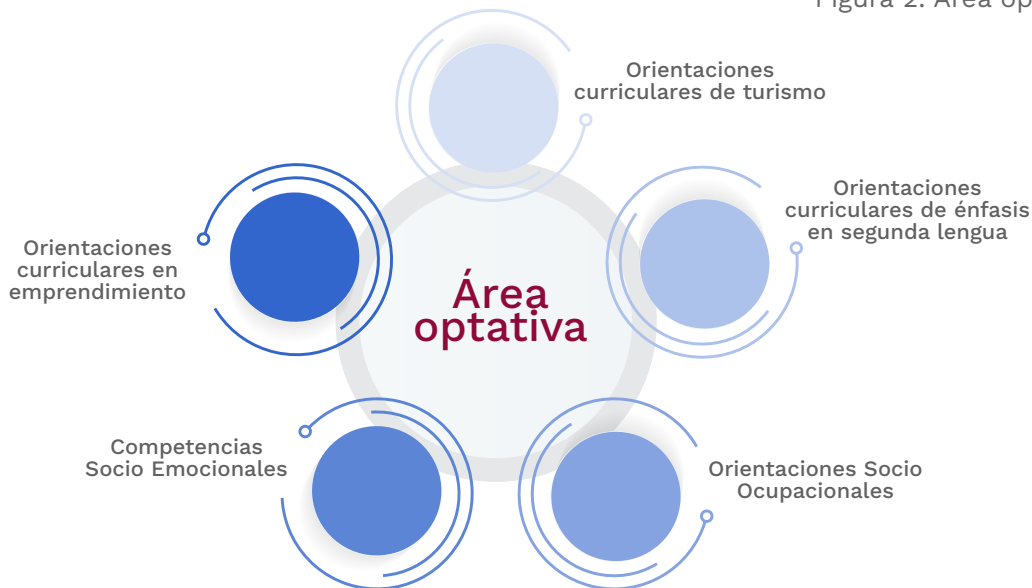 Figura 2. Área op
Orientaciones
curriculares de turismo
Orientaciones
curriculares de énfasis
en segunda lengua
Orientaciones
curriculares en
emprendimiento
Área
optativa
Competencias
Socio Emocionales
Orientaciones Socio
Ocupacionales